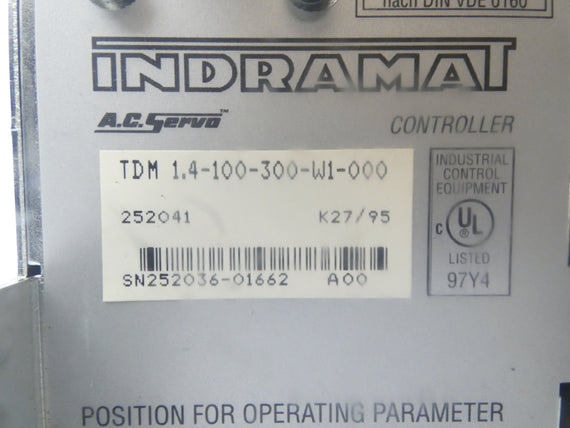 nach DIN VDE 0160
INDRAMAT
A.C. Servo™
CONTROLLER
TDM 1.4-100-300-W1-000
252041 K27/95
SN252036-01662 A00
INDUSTRIAL
CONTROL
EQUIPMENT
C UL
LISTED
97Y4
POSITION FOR OPERATING PARAMETER